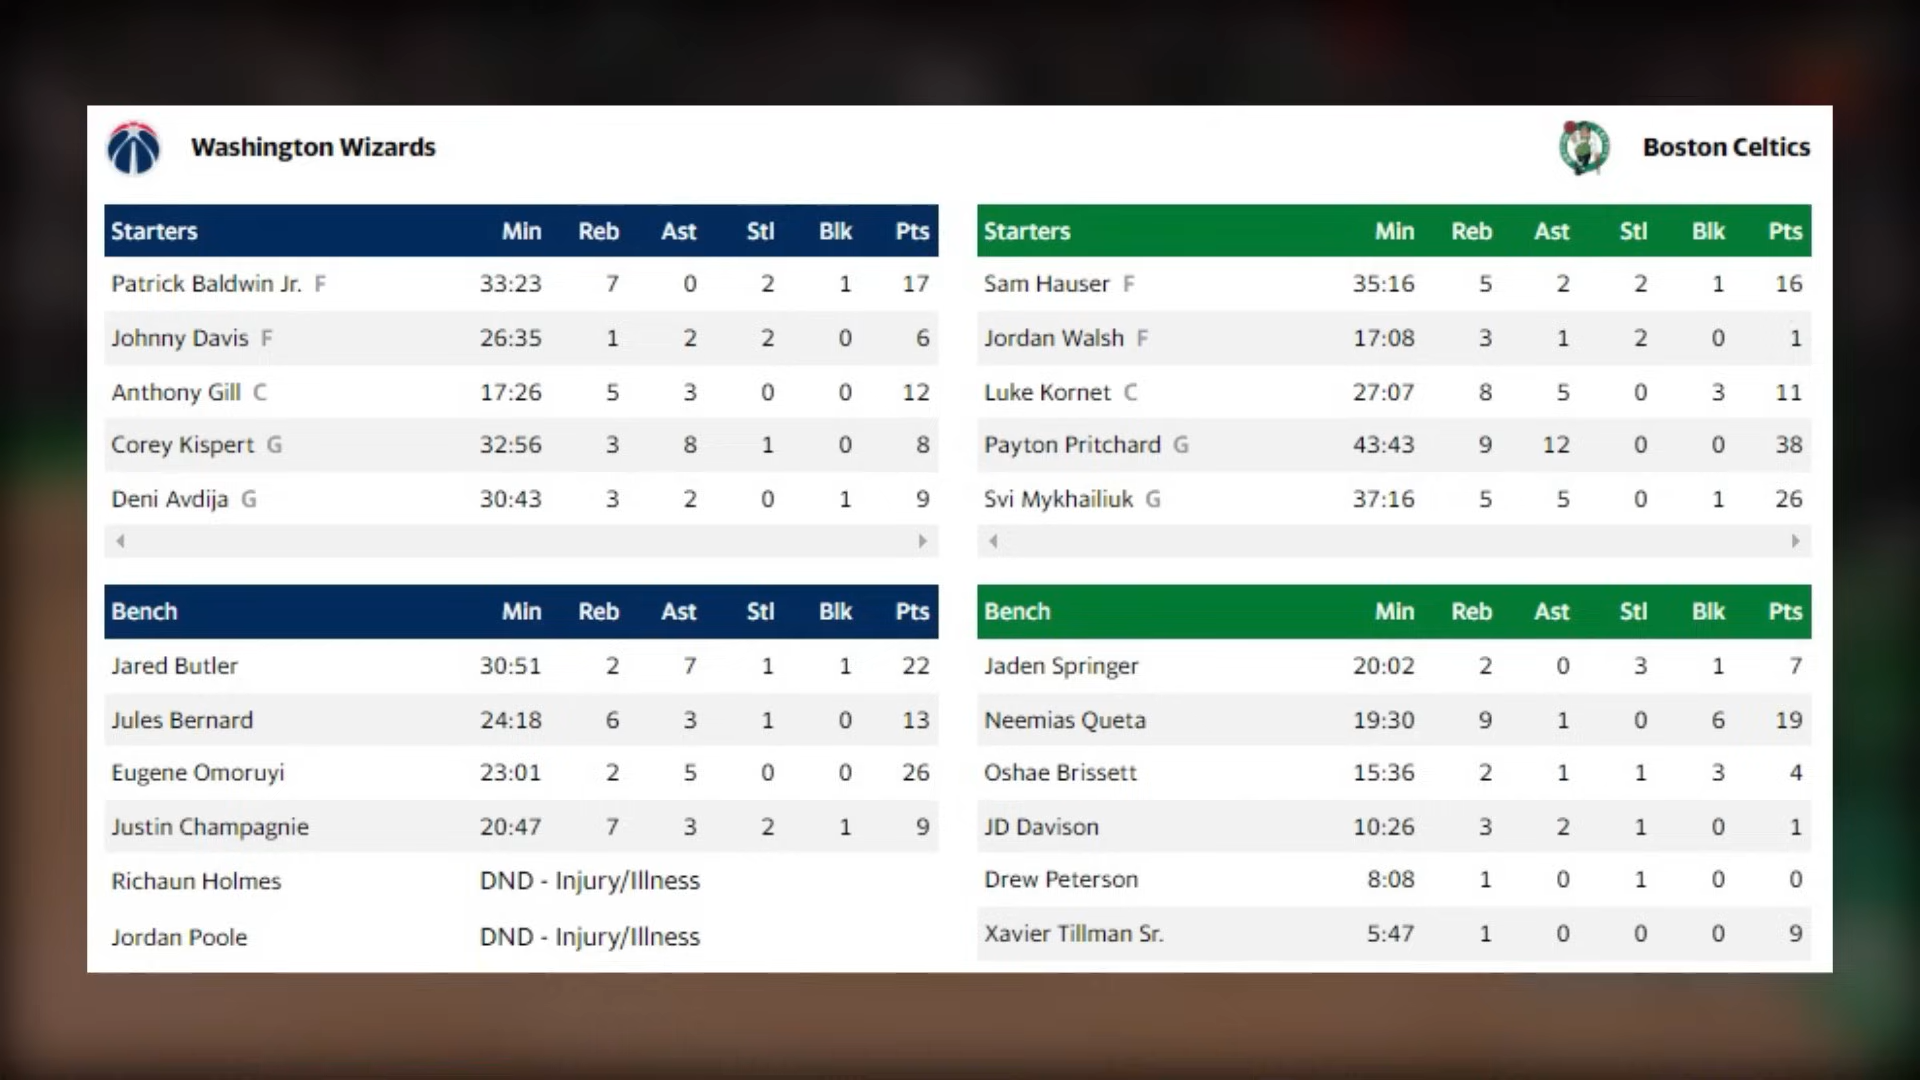 Washington Wizards
Boston Celtics
Starters Min Reb Ast Stl Blk Pts
Patrick Baldwin Jr. F 33:23 7 0 2 1 17
Johnny Davis F 26:35 1 2 2 0 6
Anthony Gill C 17:26 5 3 0 0 12
Corey Kispert G 32:56 3 8 1 0 8
Deni Avdija G 30:43 3 2 0 1 9
Bench Min Reb Ast Stl Blk Pts
Jared Butler 30:51 2 7 1 1 22
Jules Bernard 24:18 6 3 1 0 13
Eugene Omoruyi 23:01 2 5 0 0 26
Justin Champagnie 20:47 7 3 2 1 9
Richaun Holmes DND - Injury/Illness
Jordan Poole DND - Injury/Illness
Starters Min Reb Ast Stl Blk Pts
Sam Hauser F 35:16 5 2 2 1 16
Jordan Walsh F 17:08 3 1 2 0 1
Luke Kornet C 27:07 8 5 0 3 11
Payton Pritchard G 43:43 9 12 0 0 38
Svi Mykhailiuk G 37:16 5 5 0 1 26
Bench Min Reb Ast Stl Blk Pts
Jaden Springer 20:02 2 0 3 1 7
Neemias Queta 19:30 9 1 0 6 19
Oshae Brissett 15:36 2 1 1 3 4
JD Davison 10:26 3 2 1 0 1
Drew Peterson 8:08 1 0 1 0 0
Xavier Tillman Sr. 5:47 1 0 0 0 9